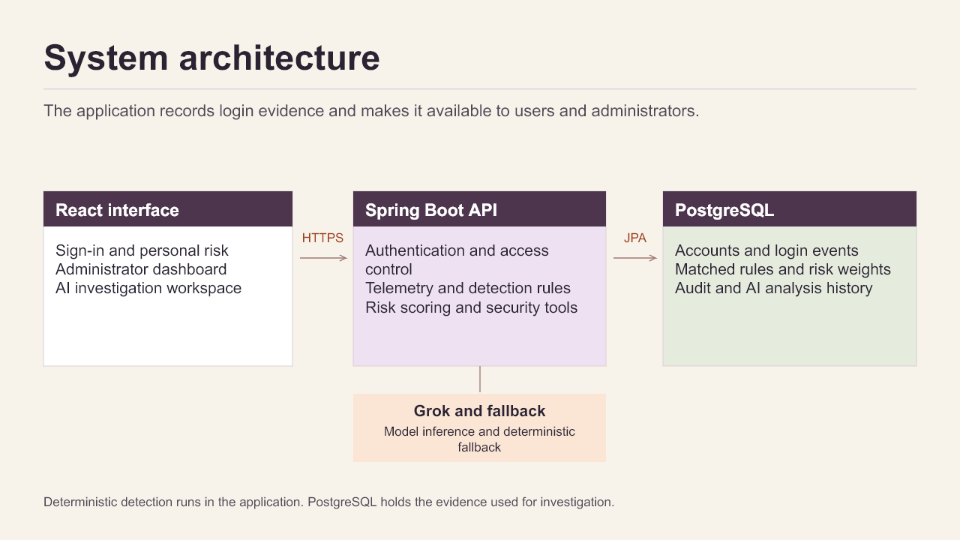 System architecture
The application records login evidence and makes it available to users and administrators.
React interface
Sign-in and personal risk
Administrator dashboard
AI investigation workspace
HTTPS
Spring Boot API
Authentication and access
control
Telemetry and detection rules
Risk scoring and security tools
JPA
PostgreSQL
Accounts and login events
Matched rules and risk weights
Audit and AI analysis history
Grok and fallback
Model inference and deterministic
fallback
Deterministic detection runs in the application. PostgreSQL holds the evidence used for investigation.